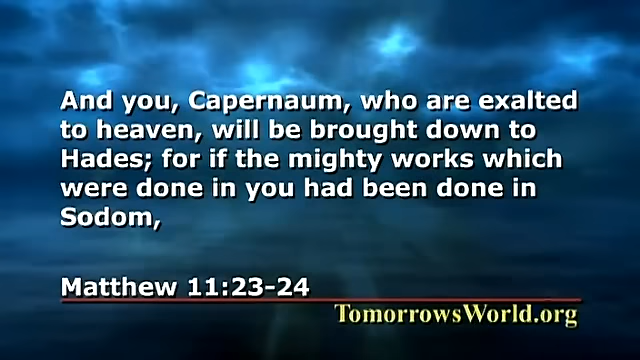 And you, Capernaum, who are exalted
to heaven, will be brought down to
Hades; for if the mighty works which
were done in you had been done in
Sodom,
Matthew 11:23-24
TomorrowsWorld.org